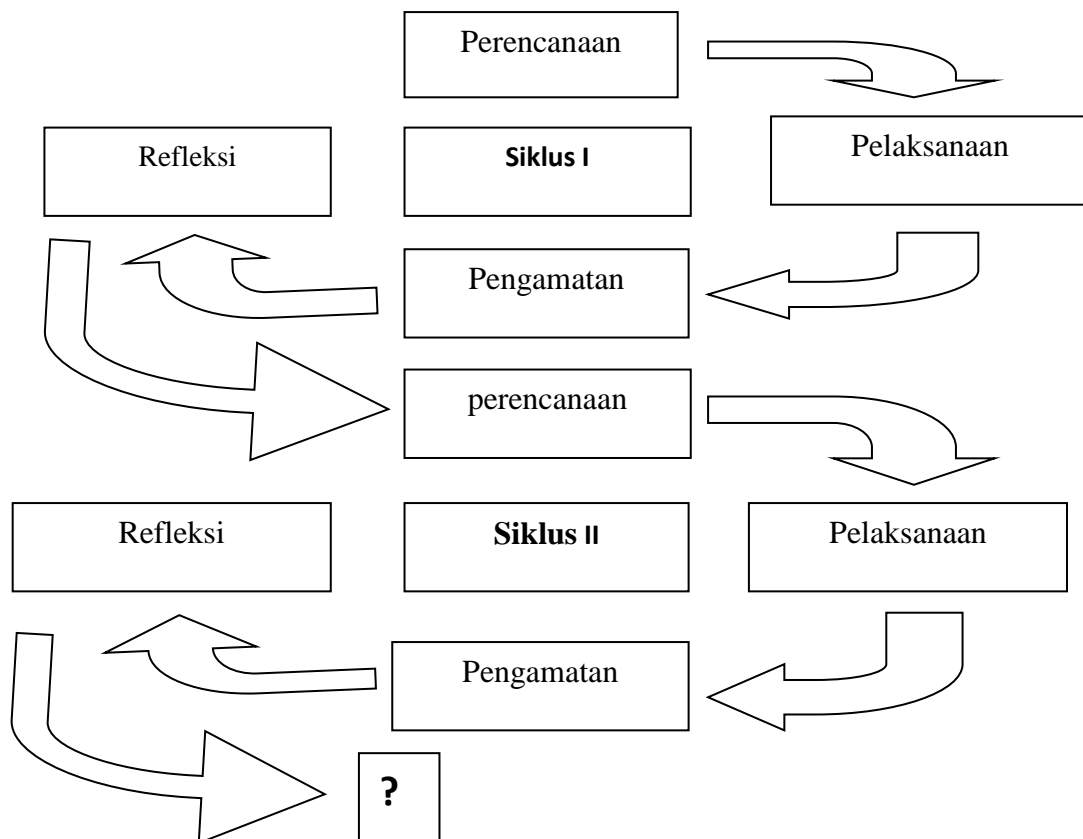 Perencanaan
Refleksi
Siklus I
Pelaksanaan
Pengamatan
perencanaan
Refleksi
Siklus II
Pelaksanaan
Pengamatan
?